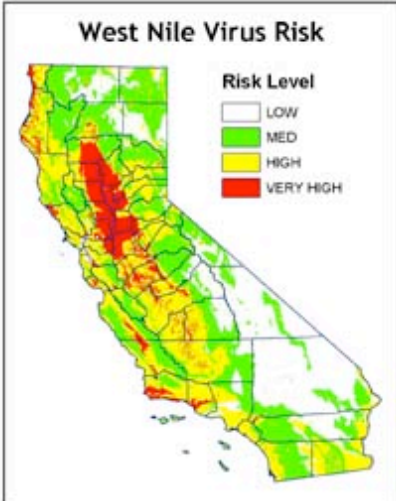 West Nile Virus Risk
Risk Level
LOW
MED
HIGH
VERY HIGH